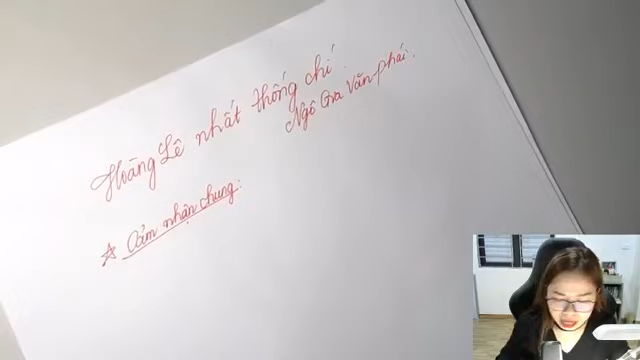 Hoàng Lê nhất thống chí.
Ngô Gia Văn phái.
☆ Cảm nhận chung: